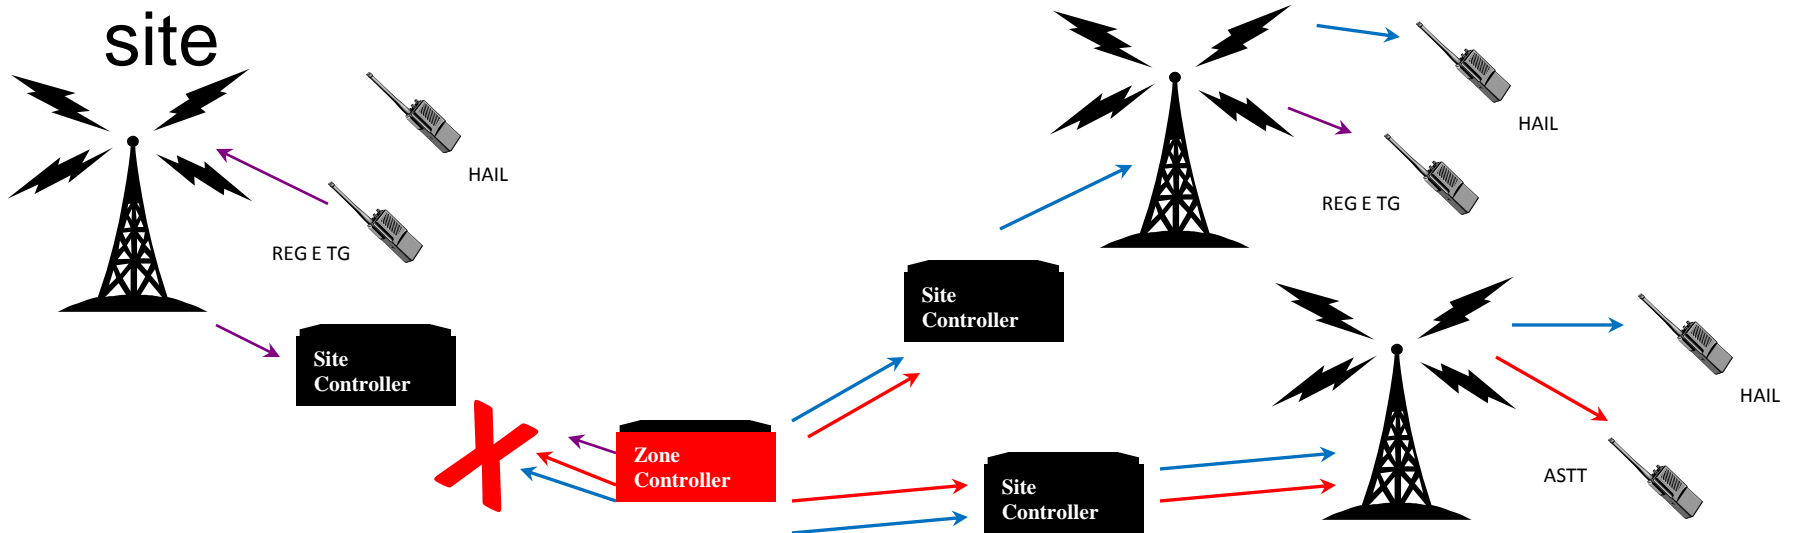 site
HAIL
REG E TG
Site
Controller
Zone
Controller
HAIL
REG E TG
Site
Controller
HAIL
ASTT
Site
Controller